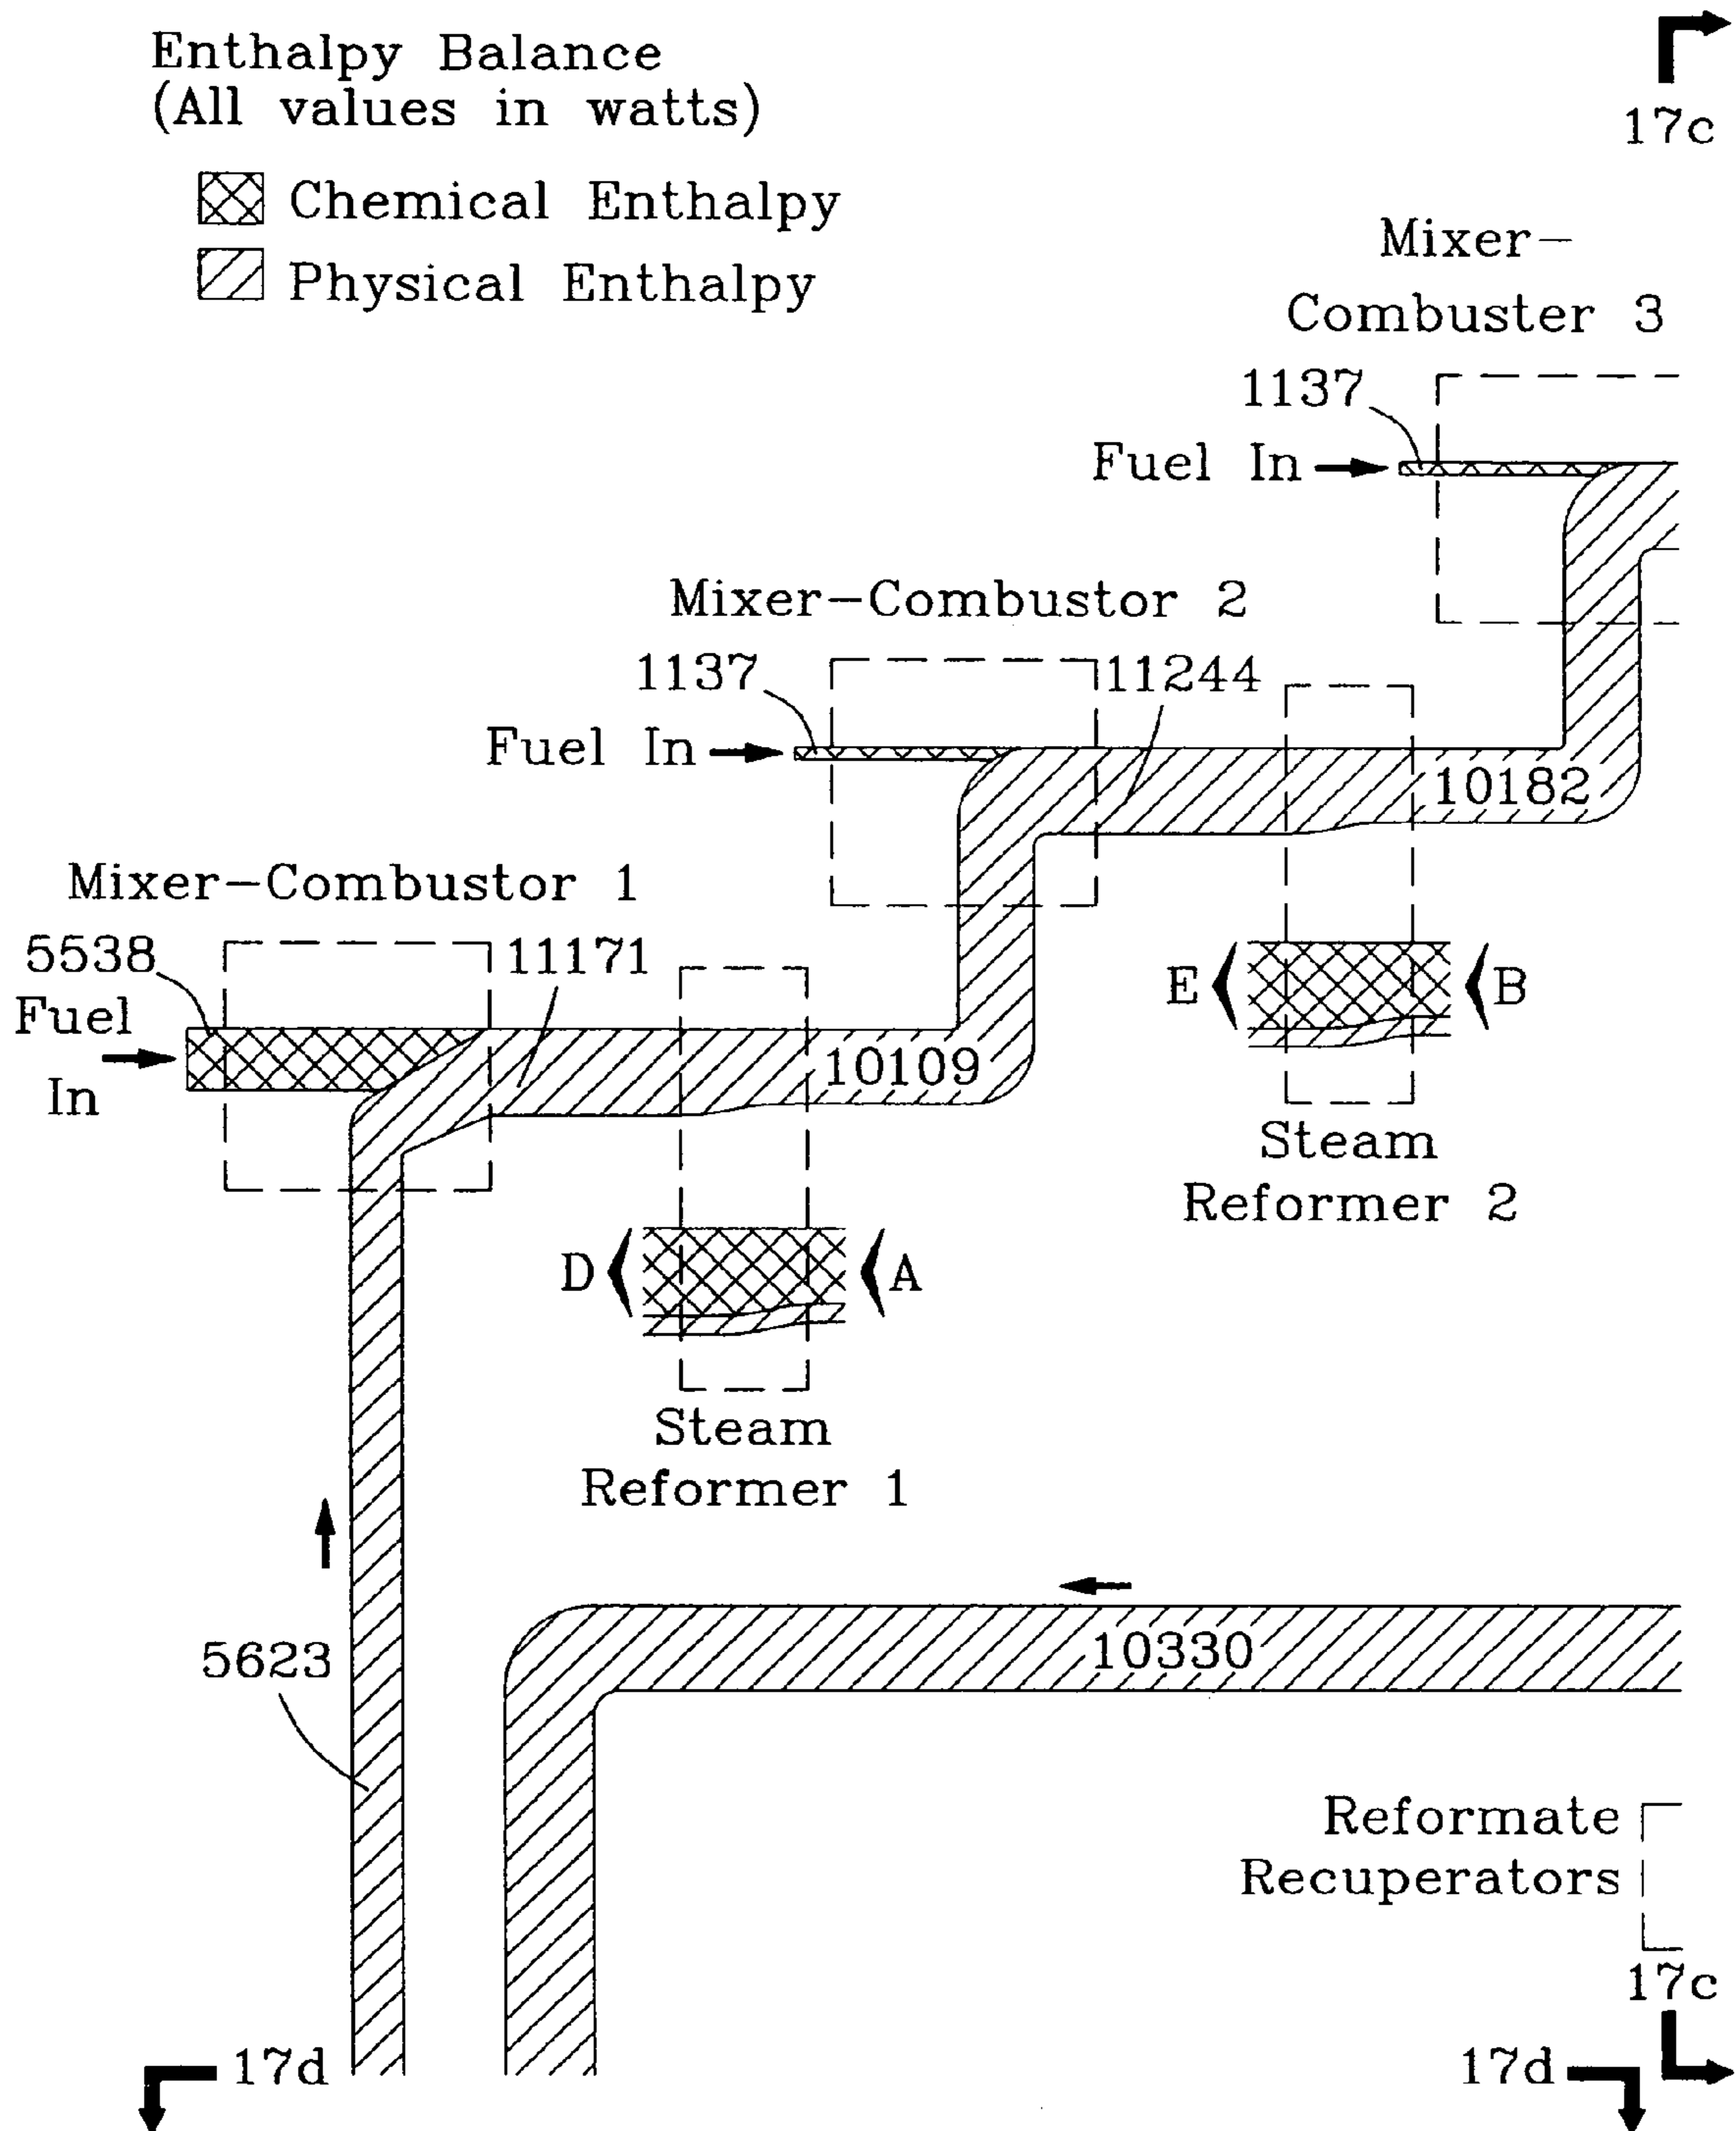 Enthalpy Balance
(All values in watts)
Chemical Enthalpy
Physical Enthalpy
17c
Mixer-
Combuster 3
1137
Fuel In
Mixer-Combustor 2
1137
11244
Fuel In
10182
Mixer-Combustor 1
5538
11171
Fuel
In
10109
E
B
Steam
Reformer 2
D
A
Steam
Reformer 1
10330
5623
Reformate
Recuperators
17c
17d
17d